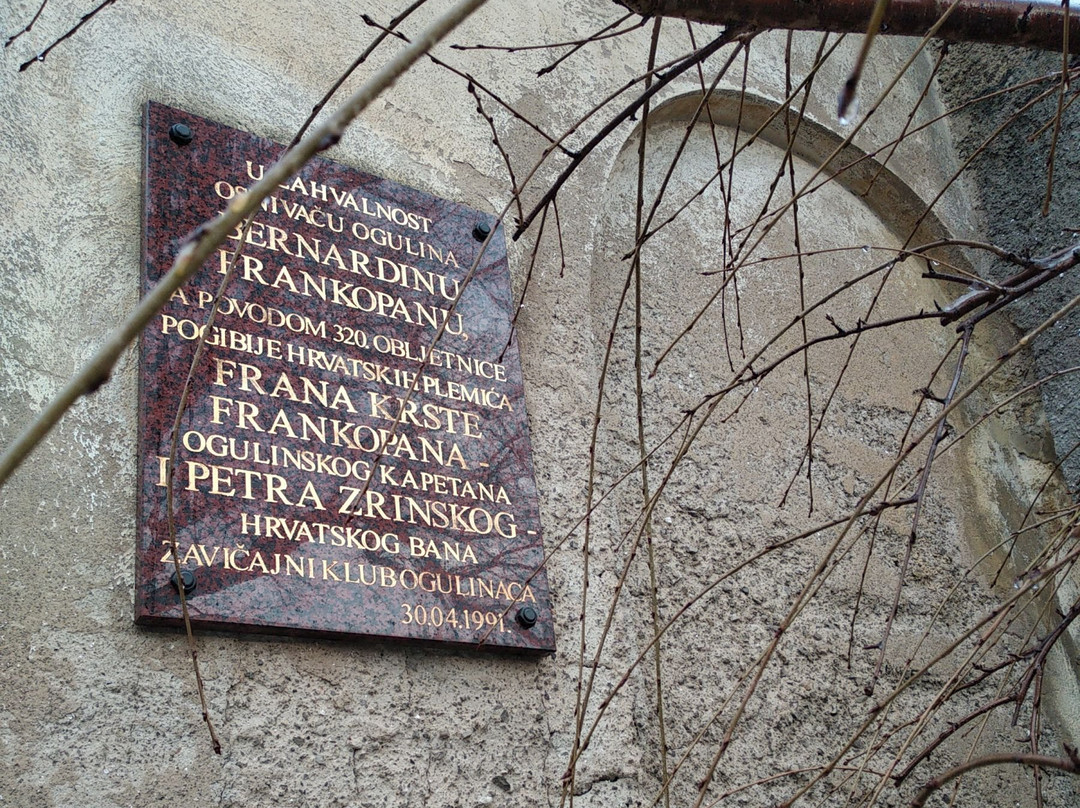 U ZAHVALNOST
OSNIVAČU OGULINA
BERNARDINU
FRANKOPANU,
A POVODOM 320. OBLJETNICE
POGIBIJE HRVATSKIH PLEMIĆA
FRANA KRSTE
FRANKOPANA -
OGULINSKOG KAPETANA
I PETRA ZRINSKOG -
HRVATSKOG BANA
ZAVIČAJNI KLUB OGULINACA
30.04.1991.